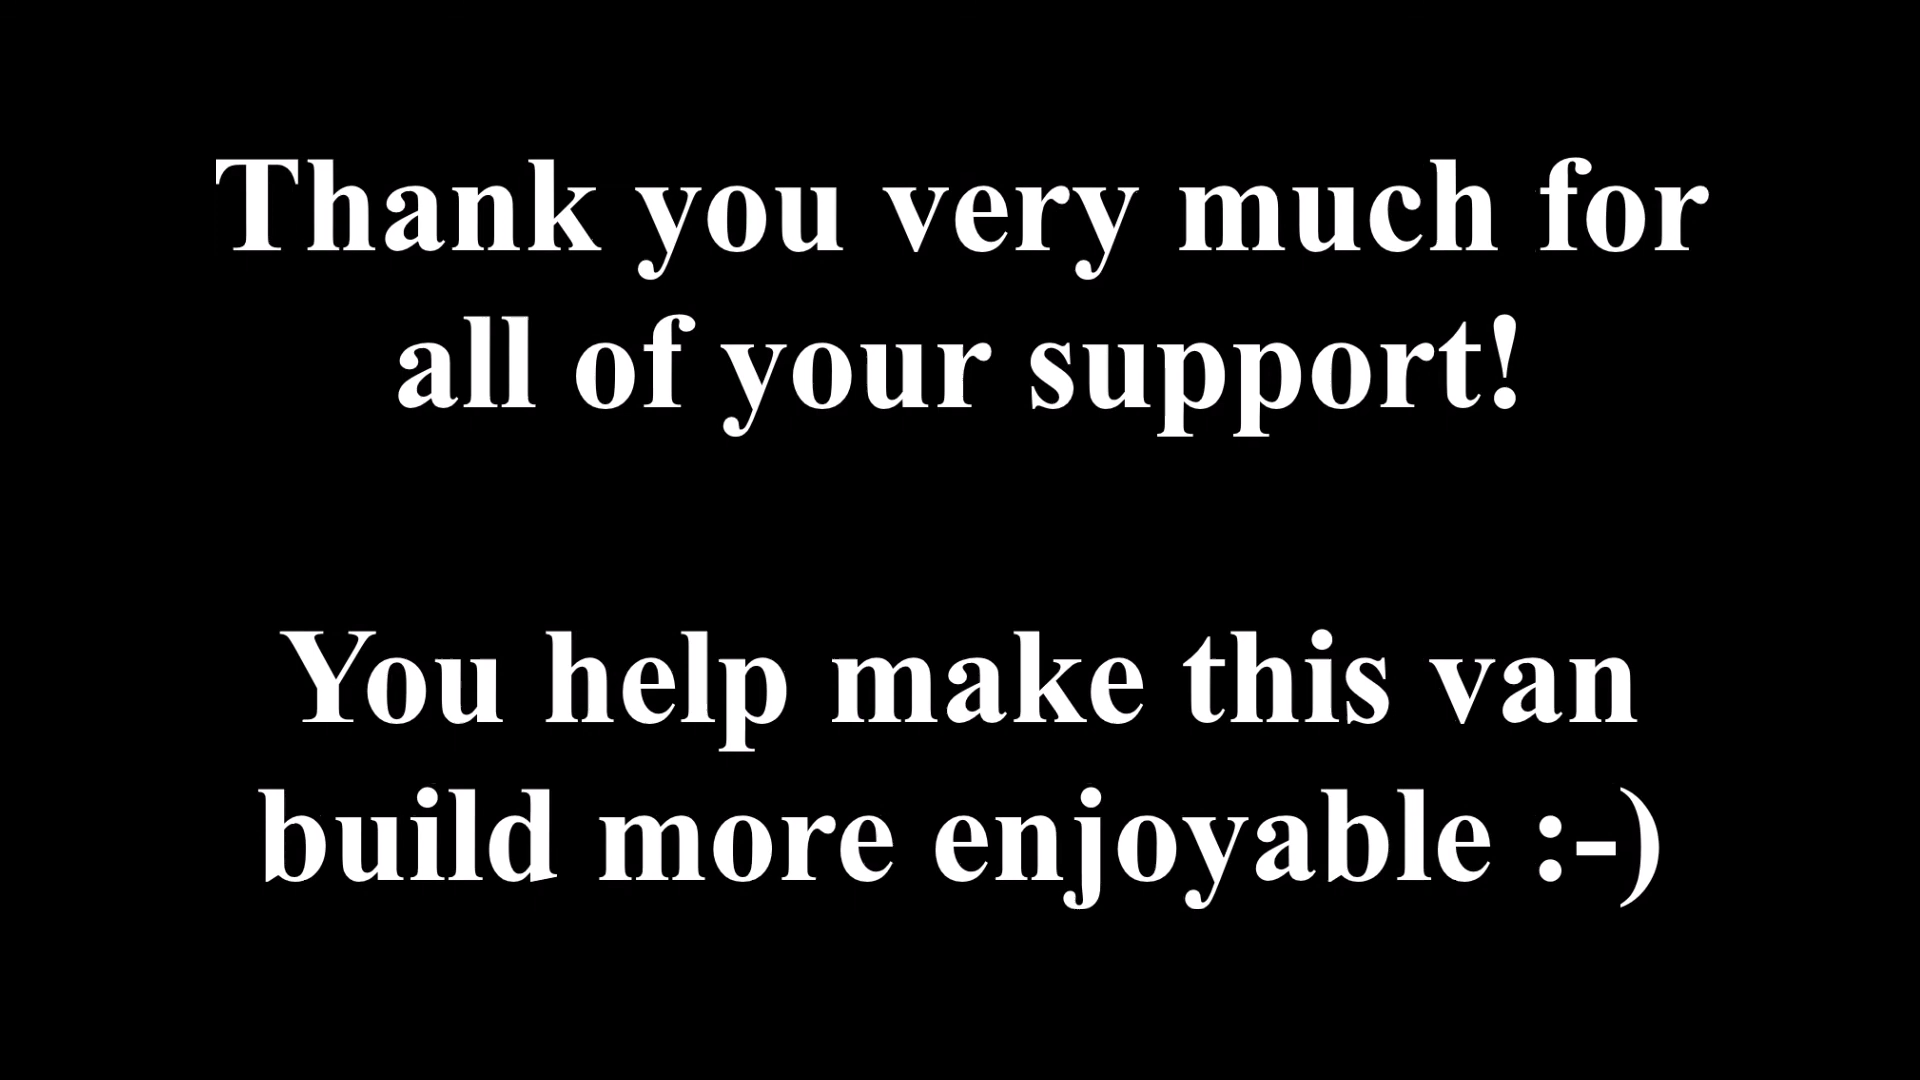 Thank you very much for
all of your support!
You help make this van
build more enjoyable :-)